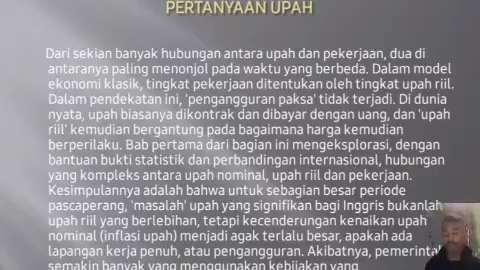 PERTANYAAN UPAH
Dari sekian banyak hubungan antara upah dan pekerjaan, dua di
antaranya paling menonjol pada waktu yang berbeda. Dalam model
ekonomi klasik, tingkat pekerjaan ditentukan oleh tingkat upah riil.
Dalam pendekatan ini, 'pengangguran paksa' tidak terjadi. Di dunia
nyata, upah biasanya dikontrak dan dibayar dengan uang, dan 'upah
riil' kemudian bergantung pada bagaimana harga kemudian
berperilaku. Bab pertama dari bagian ini mengeksplorasi, dengan
bantuan bukti statistik dan perbandingan internasional, hubungan
yang kompleks antara upah nominal, upah riil dan pekerjaan.
Kesimpulannya adalah bahwa untuk sebagian besar periode
pascaperang, 'masalah' upah yang signifikan bagi Inggris bukanlah
upah riil yang berlebihan, tetapi kecenderungan kenaikan upah
nominal (inflasi upah) menjadi agak terlalu besar, apakah ada
lapangan kerja penuh, atau pengangguran. Akibatnya, pemerintah
semakin banyak yang menggunakan kebijakan yang